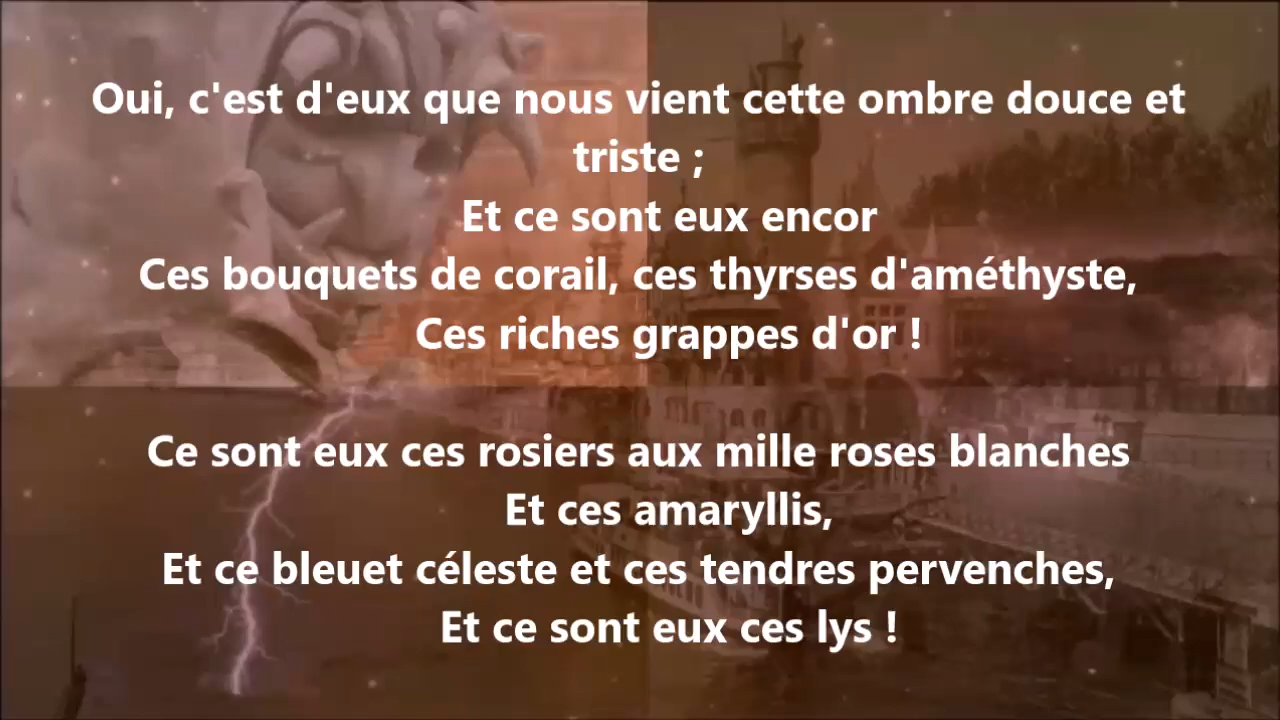 Oui, c'est d'eux que nous vient cette ombre douce et
triste ;
Et ce sont eux encor
Ces bouquets de corail, ces thyrses d'améthyste,
Ces riches grappes d'or !
Ce sont eux ces rosiers aux mille roses blanches
Et ces amaryllis,
Et ce bleuet céleste et ces tendres pervenches,
Et ce sont eux ces lys !